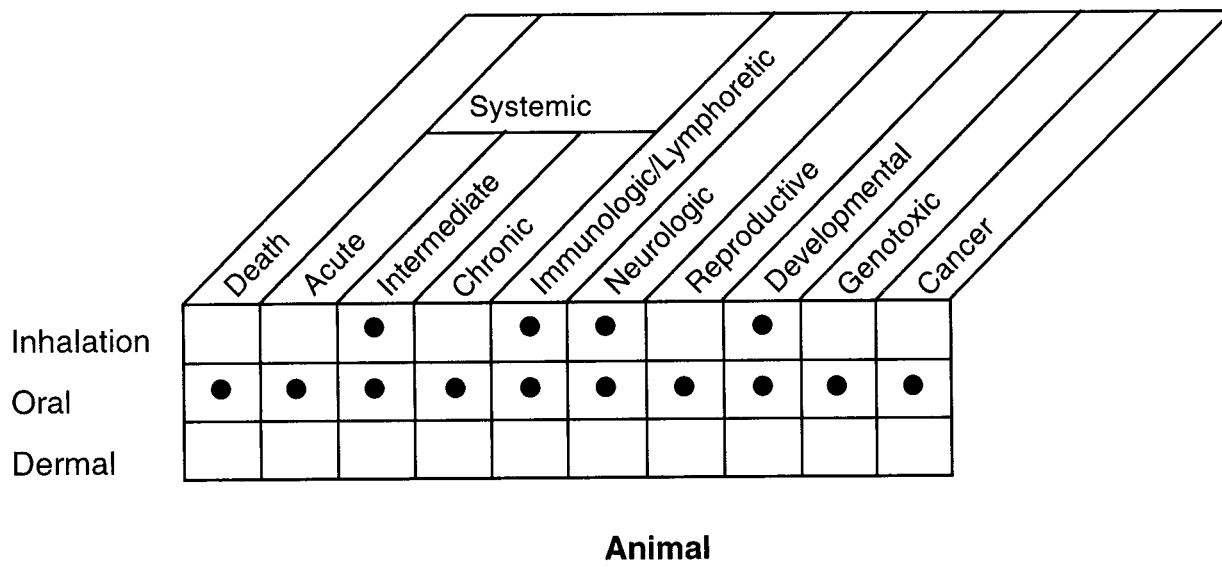 Systemic
Death
Acute
Intermediate
Chronic
Immunologic/Lymphoretic
Neurologic
Reproductive
Developmental
Genotoxic
Cancer
Inhalation
Oral
Dermal
Animal